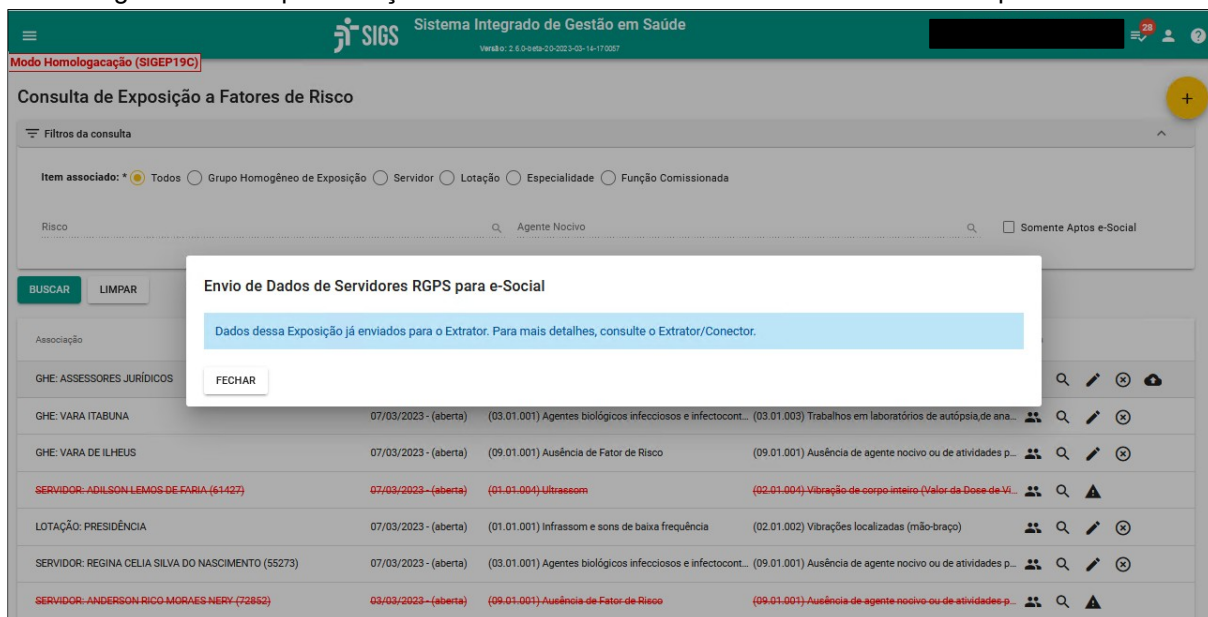 SIGS
Sistema Integrado de Gestão em Saúde
Versão: 2.6.0-beta-20-2023-03-14-170057
28
Modo Homologacação (SIGEP19C)
Consulta de Exposição a Fatores de Risco
+
Filtros da consulta
Item associado: * Todos Grupo Homogêneo de Exposição Servidor Lotação Especialidade Função Comissionada
Risco Agente Nocivo Somente Aptos e-Social
BUSCAR LIMPAR
Envio de Dados de Servidores RGPS para e-Social
Dados dessa Exposição já enviados para o Extrator. Para mais detalhes, consulte o Extrator/Conector.
FECHAR
Associação
GHE: ASSESSORES JURÍDICOS
GHE: VARA ITABUNA 07/03/2023 - (aberta) (03.01.001) Agentes biológicos infecciosos e infectocont... (03.01.003) Trabalhos em laboratórios de autópsia,de ana...
GHE: VARA DE ILHEUS 07/03/2023 - (aberta) (09.01.001) Ausência de Fator de Risco (09.01.001) Ausência de agente nocivo ou de atividades p...
SERVIDOR: ADILSON LEMOS DE FARIA (61427) 07/03/2023 - (aberta) (01.01.004) Ultrassom (02.01.004) Vibração de corpo inteiro (Valor da Dose de Vi...
LOTAÇÃO: PRESIDÊNCIA 07/03/2023 - (aberta) (01.01.001) Infrassom e sons de baixa frequência (02.01.002) Vibrações localizadas (mão-braço)
SERVIDOR: REGINA CELIA SILVA DO NASCIMENTO (55273) 07/03/2023 - (aberta) (03.01.001) Agentes biológicos infecciosos e infectocont... (09.01.001) Ausência de agente nocivo ou de atividades p...
SERVIDOR: ANDERSON RICO MORAES NERY (72852) 03/03/2023 - (aberta) (09.01.001) Ausência de Fator de Risco (09.01.001) Ausência de agente nocivo ou de atividades p...